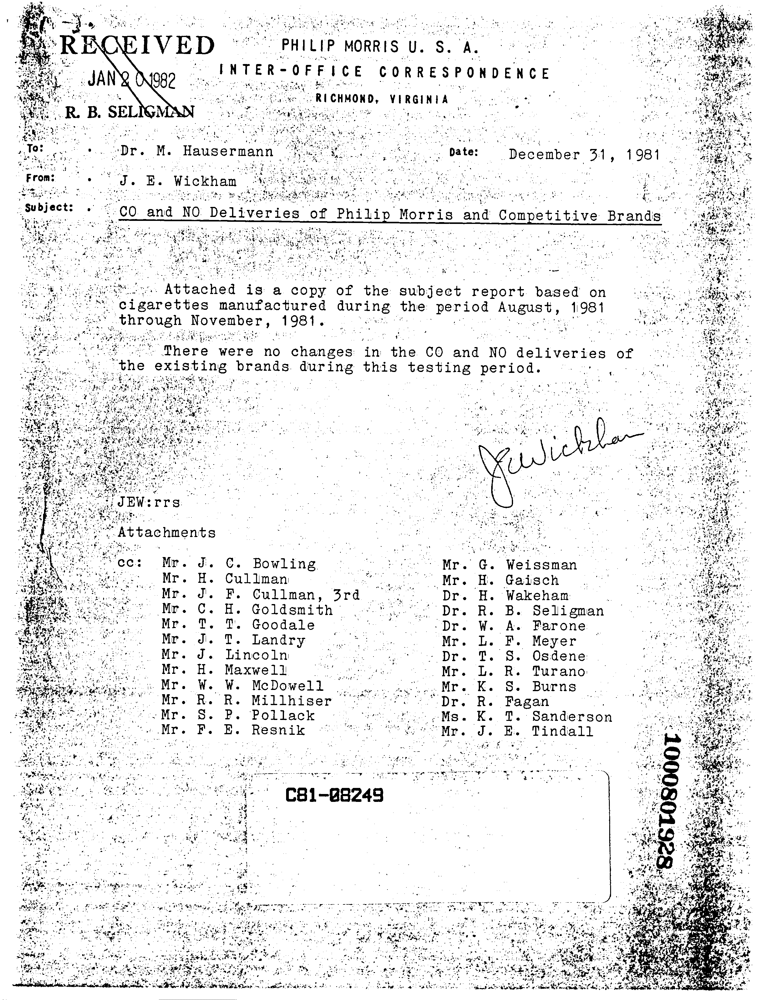 RECEIVED
JAN 20 1982
R. B. SELIGMAN
PHILIP MORRIS U. S. A.
INTER-OFFICE CORRESPONDENCE
RICHMOND, VIRGINIA
To: Dr. M. Hausermann Date: December 31, 1981
From: J. E. Wickham
Subject: CO and NO Deliveries of Philip Morris and Competitive Brands
Attached is a copy of the subject report based on
cigarettes manufactured during the period August, 1981
through November, 1981.
There were no changes in the CO and NO deliveries of
the existing brands during this testing period.
JEWickham
JEW:rrs
Attachments
cc: Mr. J. C. Bowling
Mr. H. Cullman
Mr. J. F. Cullman, 3rd
Mr. C. H. Goldsmith
Mr. T. T. Goodale
Mr. J. T. Landry
Mr. J. Lincoln
Mr. H. Maxwell
Mr. W. W. McDowell
Mr. R. R. Millhiser
Mr. S. P. Pollack
Mr. F. E. Resnik
Mr. G. Weissman
Mr. H. Gaisch
Dr. H. Wakeham
Dr. R. B. Seligman
Dr. W. A. Farone
Mr. L. F. Meyer
Dr. T. S. Osdene
Mr. L. R. Turano
Mr. K. S. Burns
Dr. R. Fagan
Ms. K. T. Sanderson
Mr. J. E. Tindall
C81-08249
1000801928